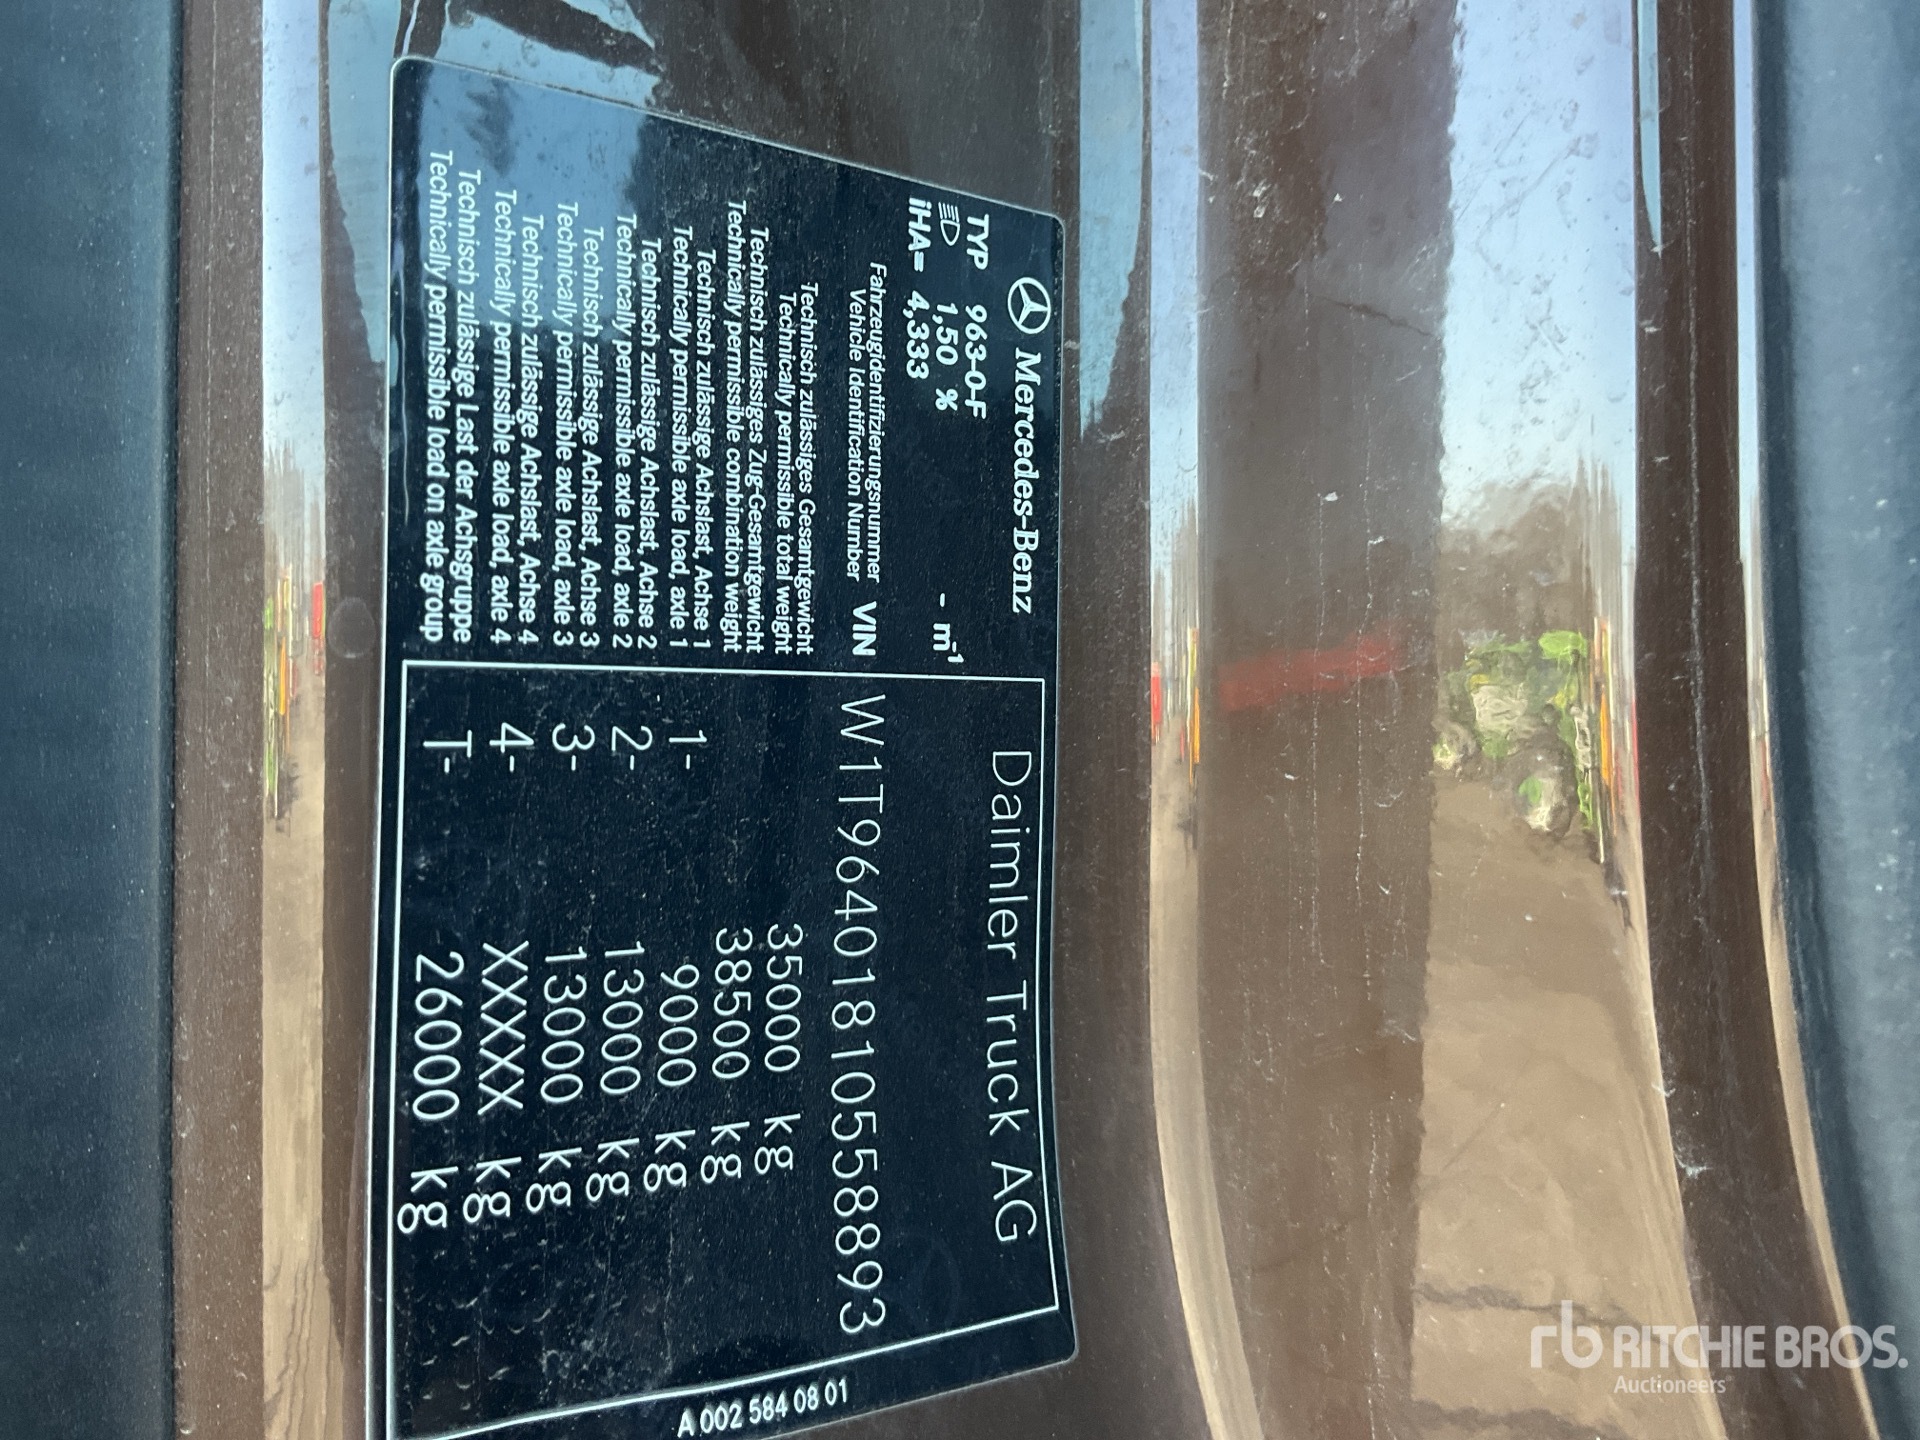 Mercedes-Benz
TYP 963-0-F
1,50 % - m⁻¹
iHA= 4,333
Daimler Truck AG
Fahrzeugidentifizierungsnummer
Vehicle Identification Number VIN W1T96401810558893
Technisch zulässiges Gesamtgewicht
Technically permissible total weight 35000 kg
Technisch zulässiges Zug-Gesamtgewicht
Technically permissible combination weight 38500 kg
Technisch zulässige Achslast, Achse 1
Technically permissible axle load, axle 1 1- 9000 kg
Technisch zulässige Achslast, Achse 2
Technically permissible axle load, axle 2 2- 13000 kg
Technisch zulässige Achslast, Achse 3
Technically permissible axle load, axle 3 3- 13000 kg
Technisch zulässige Achslast, Achse 4
Technically permissible axle load, axle 4 4- XXXXX kg
Technisch zulässige Last der Achsgruppe
Technically permissible load on axle group T- 26000 kg
A 002 584 08 01
rb RITCHIE BROS.
Auctioneers